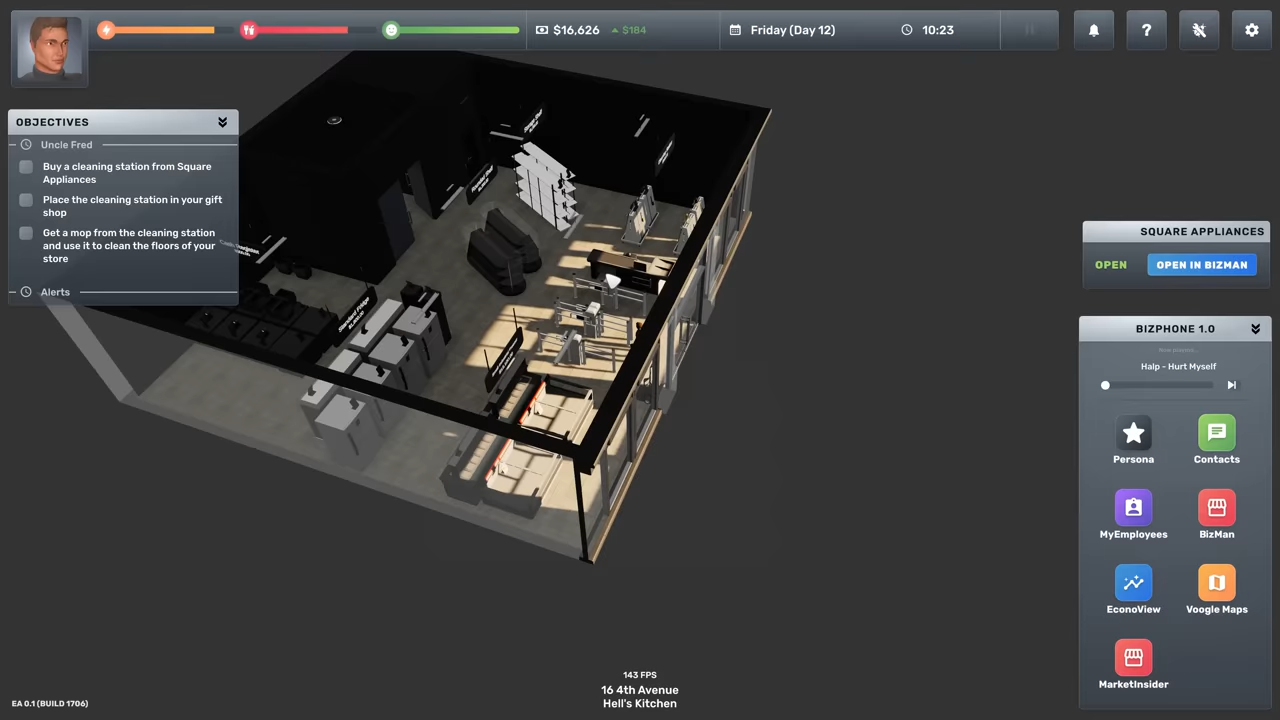 $16,626
$184
Friday (Day 12)
10:23
?
OBJECTIVES
Uncle Fred
Buy a cleaning station from Square
Appliances
Place the cleaning station in your gift
shop
Get a mop from the cleaning station
and use it to clean the floors of your
store
Alerts
SQUARE APPLIANCES
OPEN
OPEN IN BIZMAN
BIZPHONE 1.0
Now playing...
Halp - Hurt Myself
Persona
Contacts
MyEmployees
BizMan
EconoView
Voogle Maps
MarketInsider
143 FPS
16 4th Avenue
Hell's Kitchen
EA 0.1 (BUILD 1706)